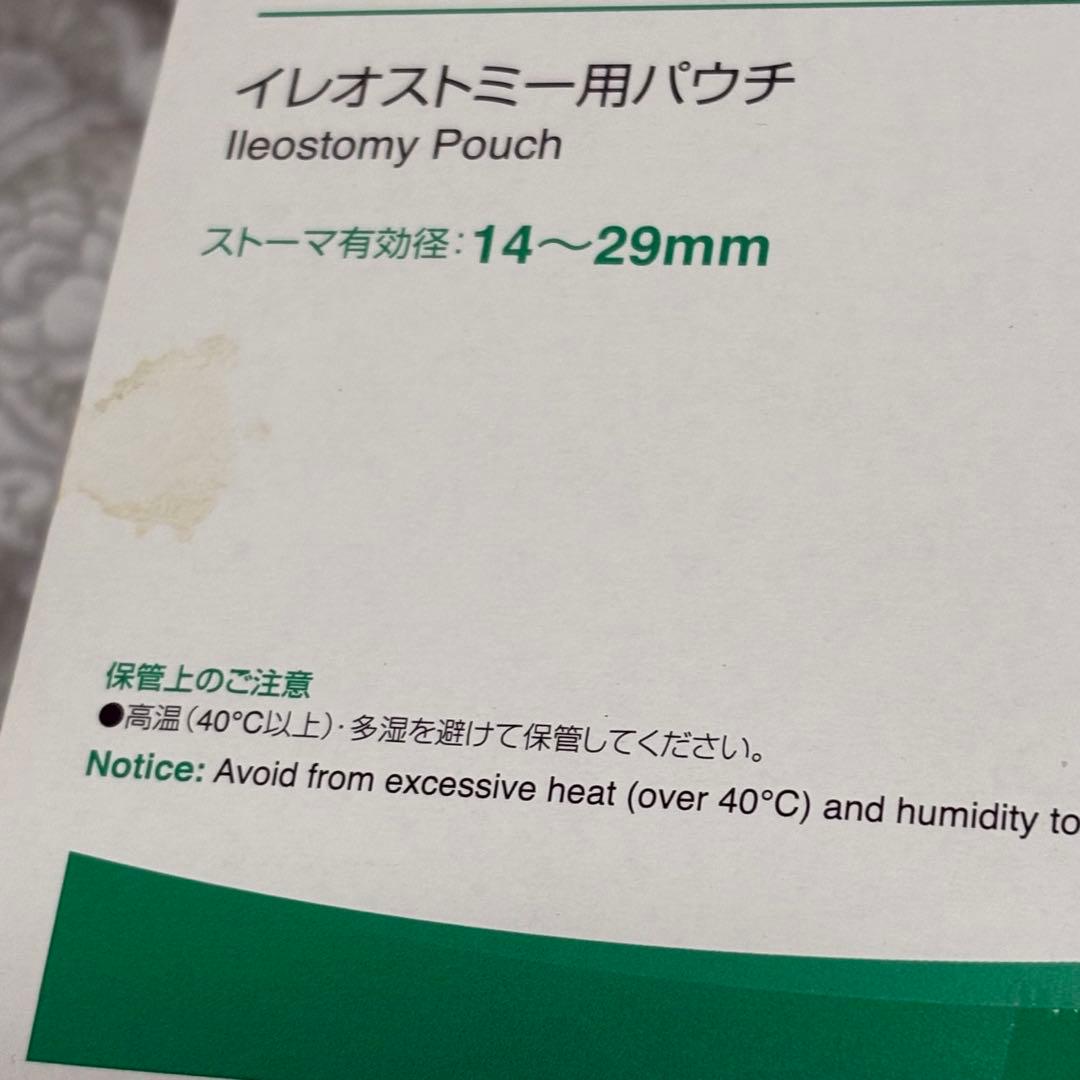 イレオストミー用パウチ
Ileostomy Pouch
ストーマ有効径：14〜29mm
保管上のご注意
●高温（40°C以上）・多湿を避けて保管してください。
Notice: Avoid from excessive heat (over 40°C) and humidity to